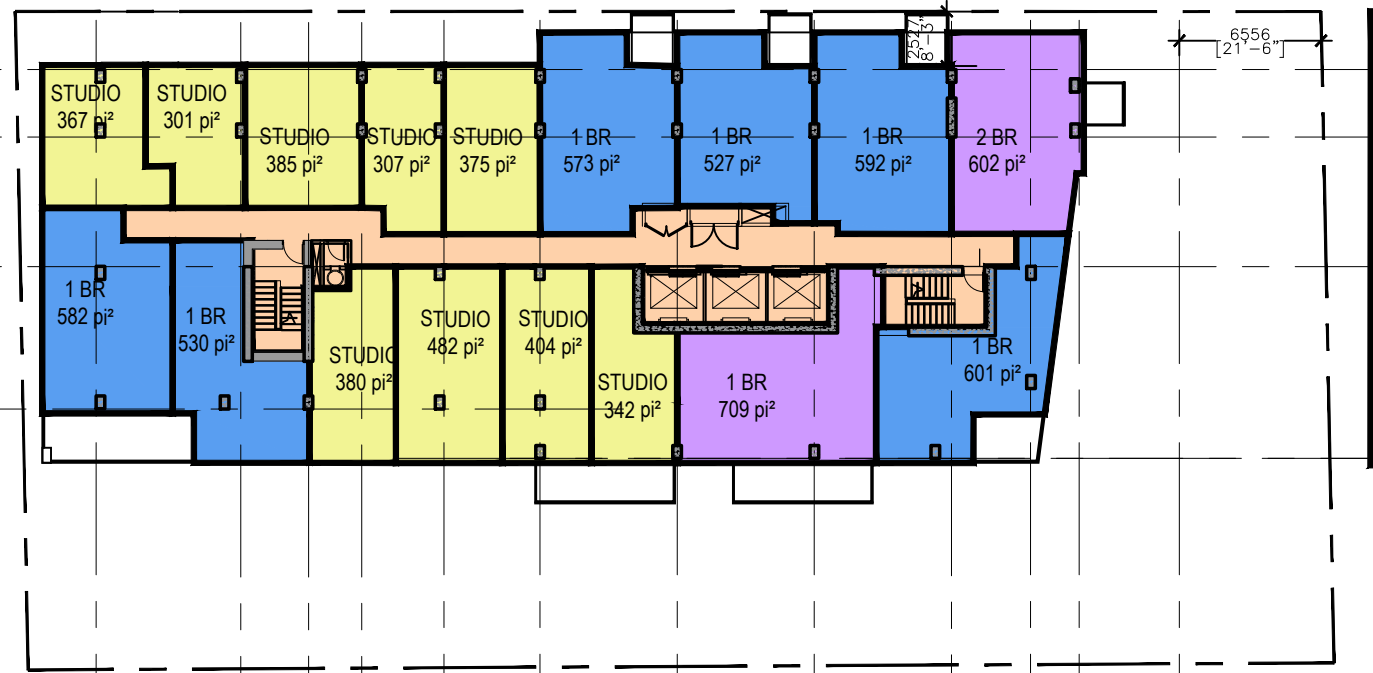 2527
8'-3"
6556
[21'-6"]
STUDIO
367 pi²
STUDIO
301 pi²
STUDIO
385 pi²
STUDIO
307 pi²
STUDIO
375 pi²
1 BR
573 pi²
1 BR
527 pi²
1 BR
592 pi²
2 BR
602 pi²
1 BR
582 pi²
1 BR
530 pi²
STUDIO
380 pi²
STUDIO
482 pi²
STUDIO
404 pi²
STUDIO
342 pi²
1 BR
709 pi²
1 BR
601 pi²